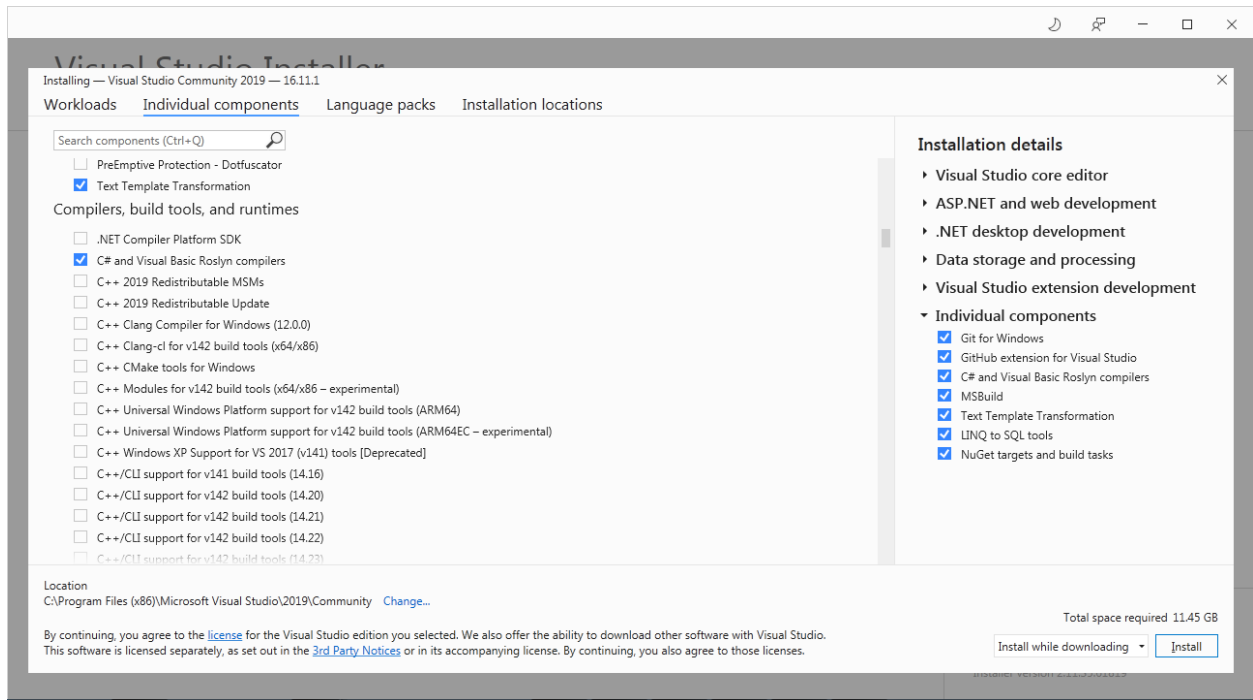 Visual Studio Installer
Installing — Visual Studio Community 2019 — 16.11.1
Workloads Individual components Language packs Installation locations
Search components (Ctrl+Q)
PreEmptive Protection - Dotfuscator
Text Template Transformation
Compilers, build tools, and runtimes
.NET Compiler Platform SDK
C# and Visual Basic Roslyn compilers
C++ 2019 Redistributable MSMs
C++ 2019 Redistributable Update
C++ Clang Compiler for Windows (12.0.0)
C++ Clang-cl for v142 build tools (x64/x86)
C++ CMake tools for Windows
C++ Modules for v142 build tools (x64/x86 – experimental)
C++ Universal Windows Platform support for v142 build tools (ARM64)
C++ Universal Windows Platform support for v142 build tools (ARM64EC – experimental)
C++ Windows XP Support for VS 2017 (v141) tools [Deprecated]
C++/CLI support for v141 build tools (14.16)
C++/CLI support for v142 build tools (14.20)
C++/CLI support for v142 build tools (14.21)
C++/CLI support for v142 build tools (14.22)
C++/CLI support for v142 build tools (14.23)
Installation details
Visual Studio core editor
ASP.NET and web development
.NET desktop development
Data storage and processing
Visual Studio extension development
Individual components
Git for Windows
GitHub extension for Visual Studio
C# and Visual Basic Roslyn compilers
MSBuild
Text Template Transformation
LINQ to SQL tools
NuGet targets and build tasks
Location
C:\Program Files (x86)\Microsoft Visual Studio\2019\Community Change...
By continuing, you agree to the license for the Visual Studio edition you selected. We also offer the ability to download other software with Visual Studio.
This software is licensed separately, as set out in the 3rd Party Notices or in its accompanying license. By continuing, you also agree to those licenses.
Total space required 11.45 GB
Install while downloading Install
Installer version